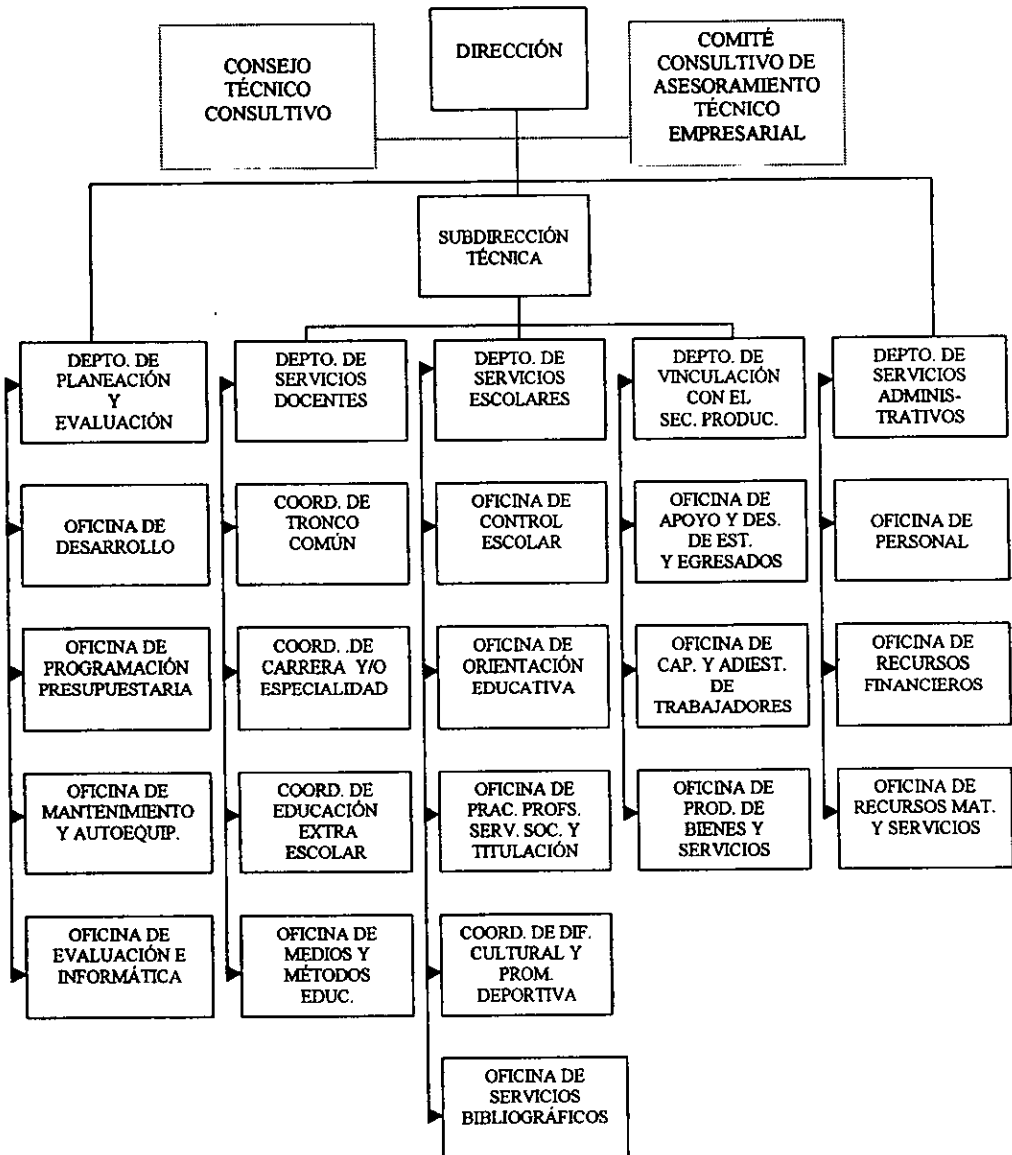 CONSEJO
TÉCNICO
CONSULTIVO
DIRECCIÓN
COMITÉ
CONSULTIVO DE
ASESORAMIENTO
TÉCNICO
EMPRESARIAL
SUBDIRECCIÓN
TÉCNICA
DEPTO. DE
PLANEACIÓN
Y
EVALUACIÓN
OFICINA DE
DESARROLLO
OFICINA DE
PROGRAMACIÓN
PRESUPUESTARIA
OFICINA DE
MANTENIMIENTO
Y AUTOEQUIP.
OFICINA DE
EVALUACIÓN E
INFORMÁTICA
DEPTO. DE
SERVICIOS
DOCENTES
COORD. DE
TRONCO
COMÚN
COORD. .DE
CARRERA Y/O
ESPECIALIDAD
COORD. DE
EDUCACIÓN
EXTRA
ESCOLAR
OFICINA DE
MEDIOS Y
MÉTODOS
EDUC.
DEPTO. DE
SERVICIOS
ESCOLARES
OFICINA DE
CONTROL
ESCOLAR
OFICINA DE
ORIENTACIÓN
EDUCATIVA
OFICINA DE
PRAC. PROFS.
SERV. SOC. Y
TITULACIÓN
COORD. DE DIF.
CULTURAL Y
PROM.
DEPORTIVA
OFICINA DE
SERVICIOS
BIBLIOGRÁFICOS
DEPTO. DE
VINCULACIÓN
CON EL
SEC. PRODUC.
OFICINA DE
APOYO Y DES.
DE EST.
Y EGRESADOS
OFICINA DE
CAP. Y ADIEST.
DE
TRABAJADORES
OFICINA DE
PROD. DE
BIENES Y
SERVICIOS
DEPTO. DE
SERVICIOS
ADMINIS-
TRATIVOS
OFICINA DE
PERSONAL
OFICINA DE
RECURSOS
FINANCIEROS
OFICINA DE
RECURSOS MAT.
Y SERVICIOS